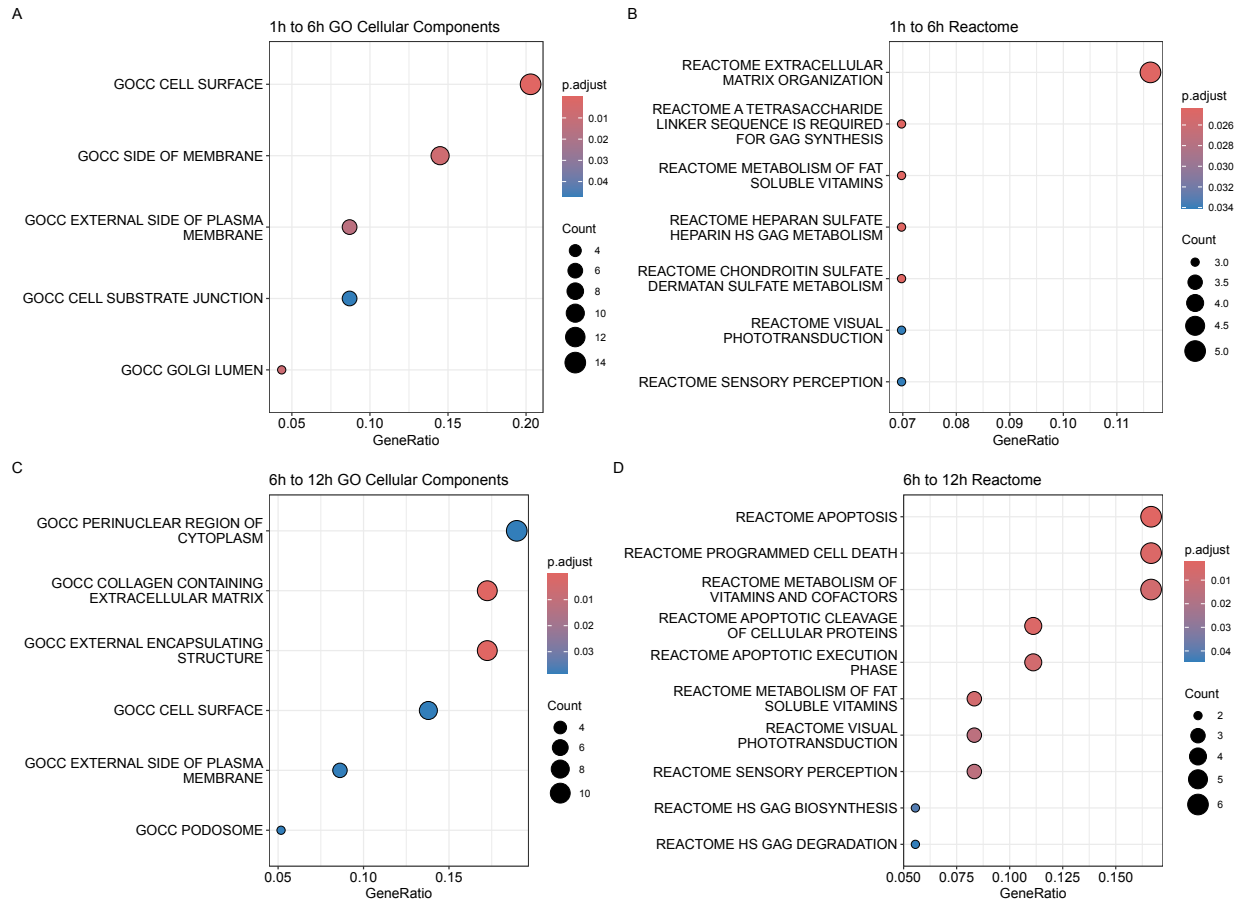 A
1h to 6h GO Cellular Components
GOCC CELL SURFACE
GOCC SIDE OF MEMBRANE
GOCC EXTERNAL SIDE OF PLASMA
MEMBRANE
GOCC CELL SUBSTRATE JUNCTION
GOCC GOLGI LUMEN
0.05 0.10 0.15 0.20
GeneRatio
p.adjust
0.01
0.02
0.03
0.04
Count
4
6
8
10
12
14
B
1h to 6h Reactome
REACTOME EXTRACELLULAR
MATRIX ORGANIZATION
REACTOME A TETRASACCHARIDE
LINKER SEQUENCE IS REQUIRED
FOR GAG SYNTHESIS
REACTOME METABOLISM OF FAT
SOLUBLE VITAMINS
REACTOME HEPARAN SULFATE
HEPARIN HS GAG METABOLISM
REACTOME CHONDROITIN SULFATE
DERMATAN SULFATE METABOLISM
REACTOME VISUAL
PHOTOTRANSDUCTION
REACTOME SENSORY PERCEPTION
0.07 0.08 0.09 0.10 0.11
GeneRatio
p.adjust
0.026
0.028
0.030
0.032
0.034
Count
3.0
3.5
4.0
4.5
5.0
C
6h to 12h GO Cellular Components
GOCC PERINUCLEAR REGION OF
CYTOPLASM
GOCC COLLAGEN CONTAINING
EXTRACELLULAR MATRIX
GOCC EXTERNAL ENCAPSULATING
STRUCTURE
GOCC CELL SURFACE
GOCC EXTERNAL SIDE OF PLASMA
MEMBRANE
GOCC PODOSOME
0.05 0.10 0.15
GeneRatio
p.adjust
0.01
0.02
0.03
Count
4
6
8
10
D
6h to 12h Reactome
REACTOME APOPTOSIS
REACTOME PROGRAMMED CELL DEATH
REACTOME METABOLISM OF
VITAMINS AND COFACTORS
REACTOME APOPTOTIC CLEAVAGE
OF CELLULAR PROTEINS
REACTOME APOPTOTIC EXECUTION
PHASE
REACTOME METABOLISM OF FAT
SOLUBLE VITAMINS
REACTOME VISUAL
PHOTOTRANSDUCTION
REACTOME SENSORY PERCEPTION
REACTOME HS GAG BIOSYNTHESIS
REACTOME HS GAG DEGRADATION
0.050 0.075 0.100 0.125 0.150
GeneRatio
p.adjust
0.01
0.02
0.03
0.04
Count
2
3
4
5
6